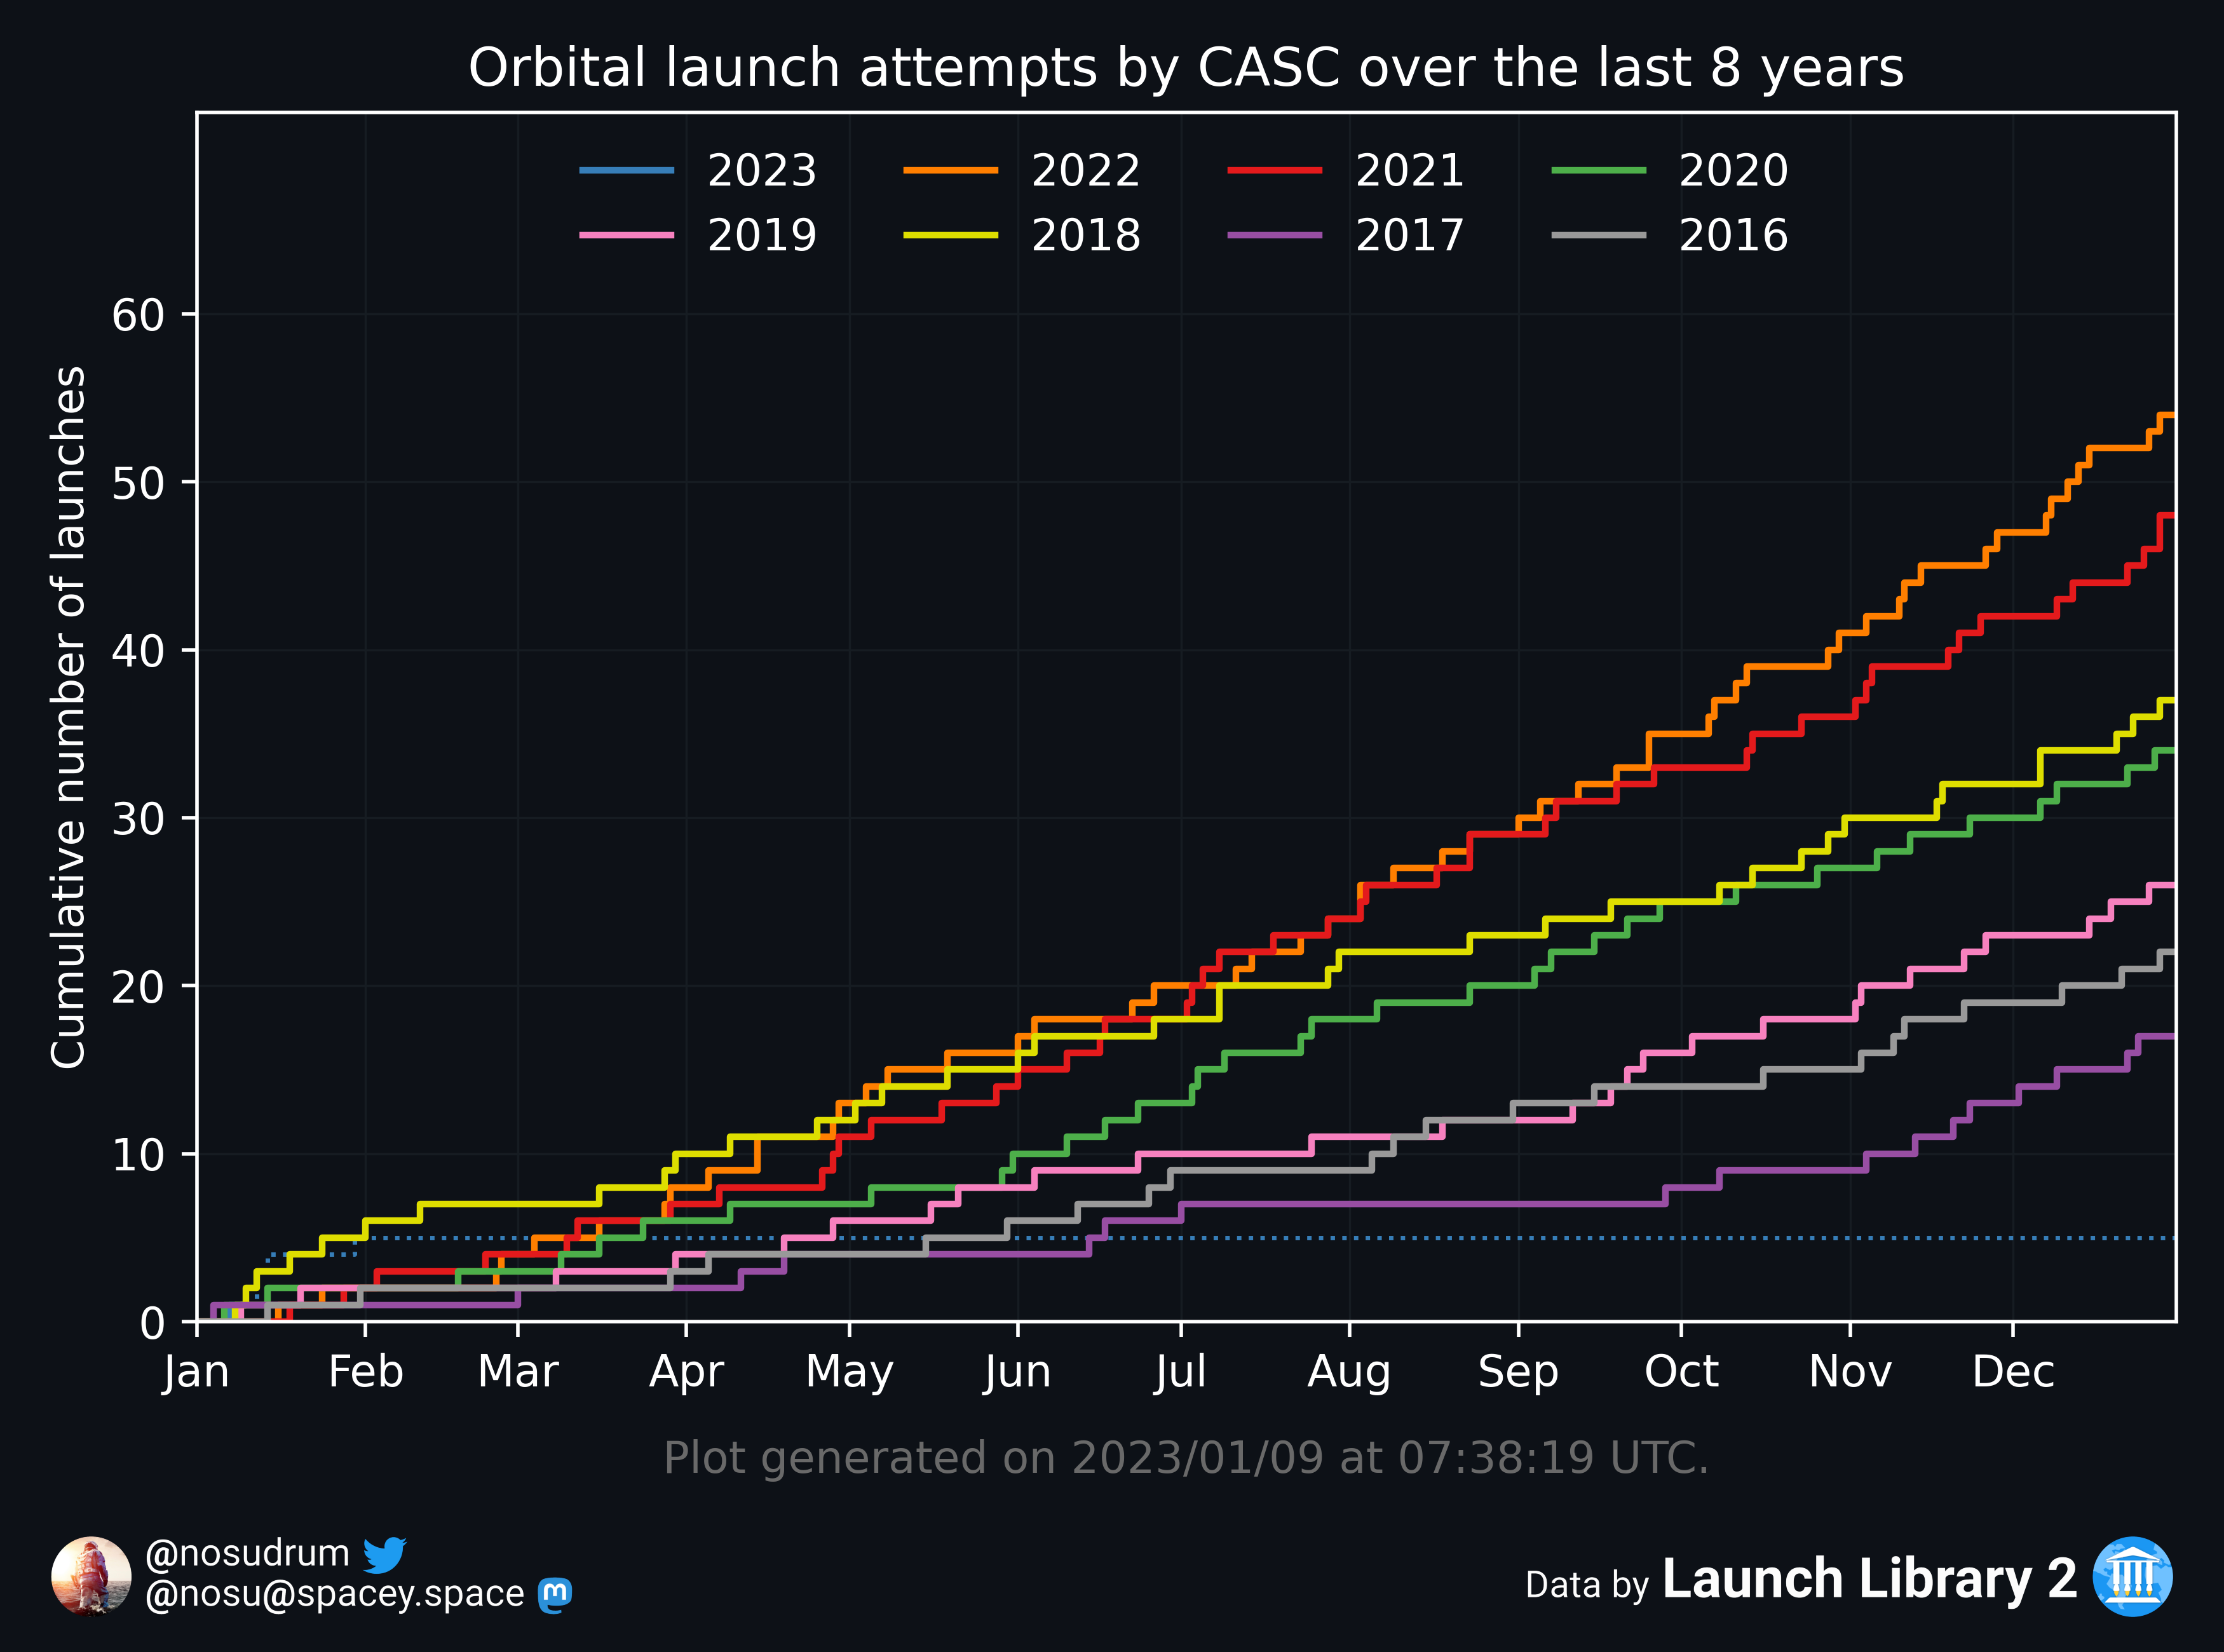 Orbital launch attempts by CASC over the last 8 years
2023 2022 2021 2020
2019 2018 2017 2016
Cumulative number of launches
60
50
40
30
20
10
0
Jan Feb Mar Apr May Jun Jul Aug Sep Oct Nov Dec
Plot generated on 2023/01/09 at 07:38:19 UTC.
@nosudrum
@nosu@spacey.space
Data by Launch Library 2